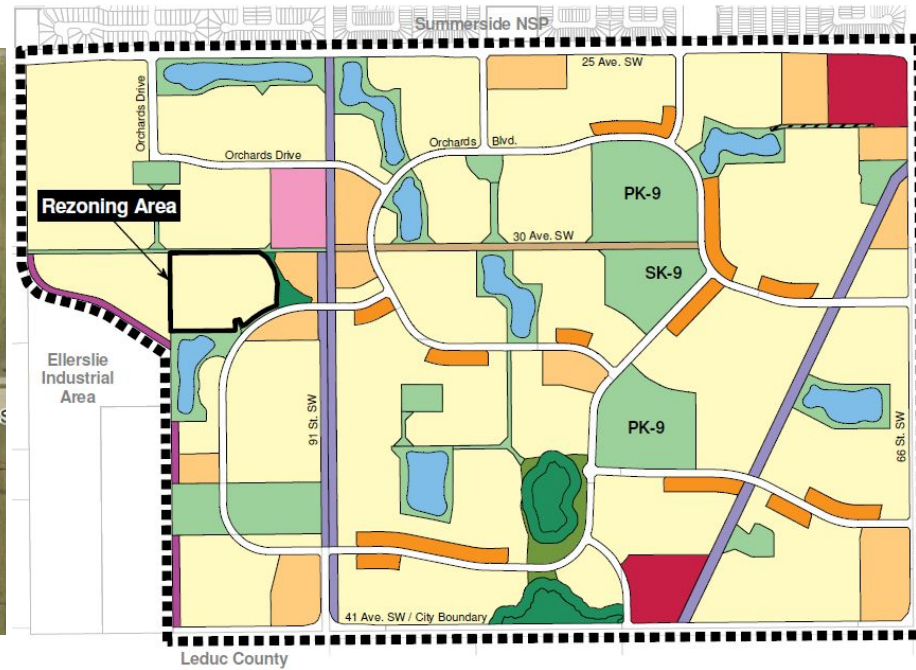 Summerside NSP
25 Ave. SW
Orchards Drive
Orchards Blvd.
Orchards Drive
Rezoning Area
PK-9
30 Ave. SW
SK-9
Ellerslie
Industrial
Area
91 St. SW
PK-9
66 St. SW
41 Ave. SW / City Boundary
Leduc County